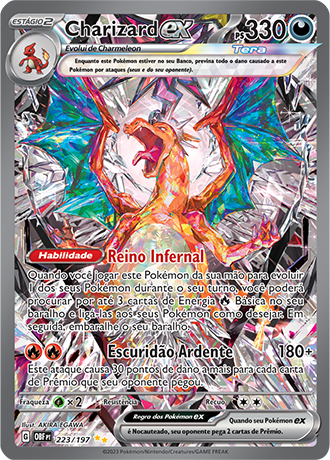 ESTÁGIO 2
Charizard ex
PS 330
Evolui de Charmeleon
Tera
Enquanto este Pokémon estiver no seu Banco, previna todo o dano causado a este
Pokémon por ataques (seus e do seu oponente).
Habilidade Reino Infernal
Quando você jogar este Pokémon da sua mão para evoluir
1 dos seus Pokémon durante o seu turno, você poderá
procurar por até 3 cartas de Energia Básica no seu
baralho e ligá-las aos seus Pokémon como desejar. Em
seguida, embaralhe o seu baralho.
Escuridão Ardente 180+
Este ataque causa 30 pontos de dano a mais para cada carta
de Prêmio que seu oponente pegou.
Fraqueza ×2 Resistência Recuo
Ilust. AKIRA EGAWA
Regra dos Pokémon ex
Quando seu Pokémon ex
é Nocauteado, seu oponente pega 2 cartas de Prêmio.
G OBF PT 223/197
©2023 Pokémon/Nintendo/Creatures/GAME FREAK